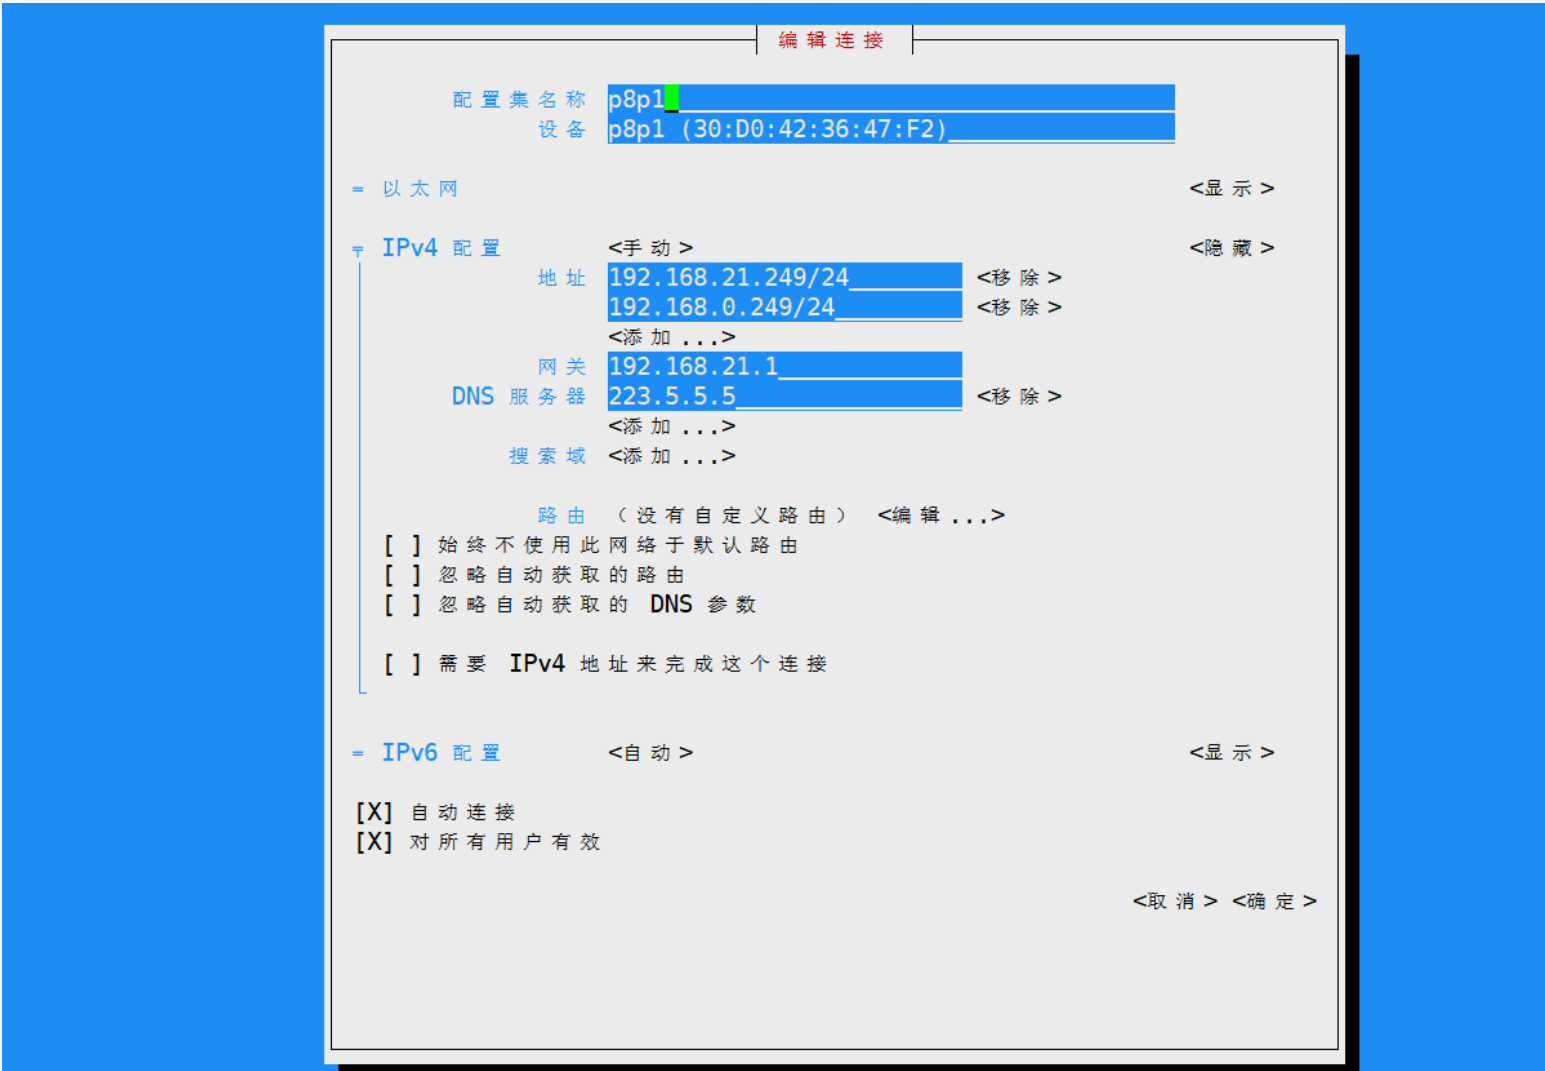 编辑连接
配置集名称 p8p1
设备 p8p1 (30:D0:42:36:47:F2)
= 以太网 <显示>
╤ IPv4 配置 <手动> <隐藏>
地址 192.168.21.249/24 <移除>
192.168.0.249/24 <移除>
<添加...>
网关 192.168.21.1
DNS 服务器 223.5.5.5 <移除>
<添加...>
搜索域 <添加...>
路由 （没有自定义路由） <编辑...>
[ ] 始终不使用此网络于默认路由
[ ] 忽略自动获取的路由
[ ] 忽略自动获取的 DNS 参数
[ ] 需要 IPv4 地址来完成这个连接
= IPv6 配置 <自动> <显示>
[X] 自动连接
[X] 对所有用户有效
<取消> <确定>